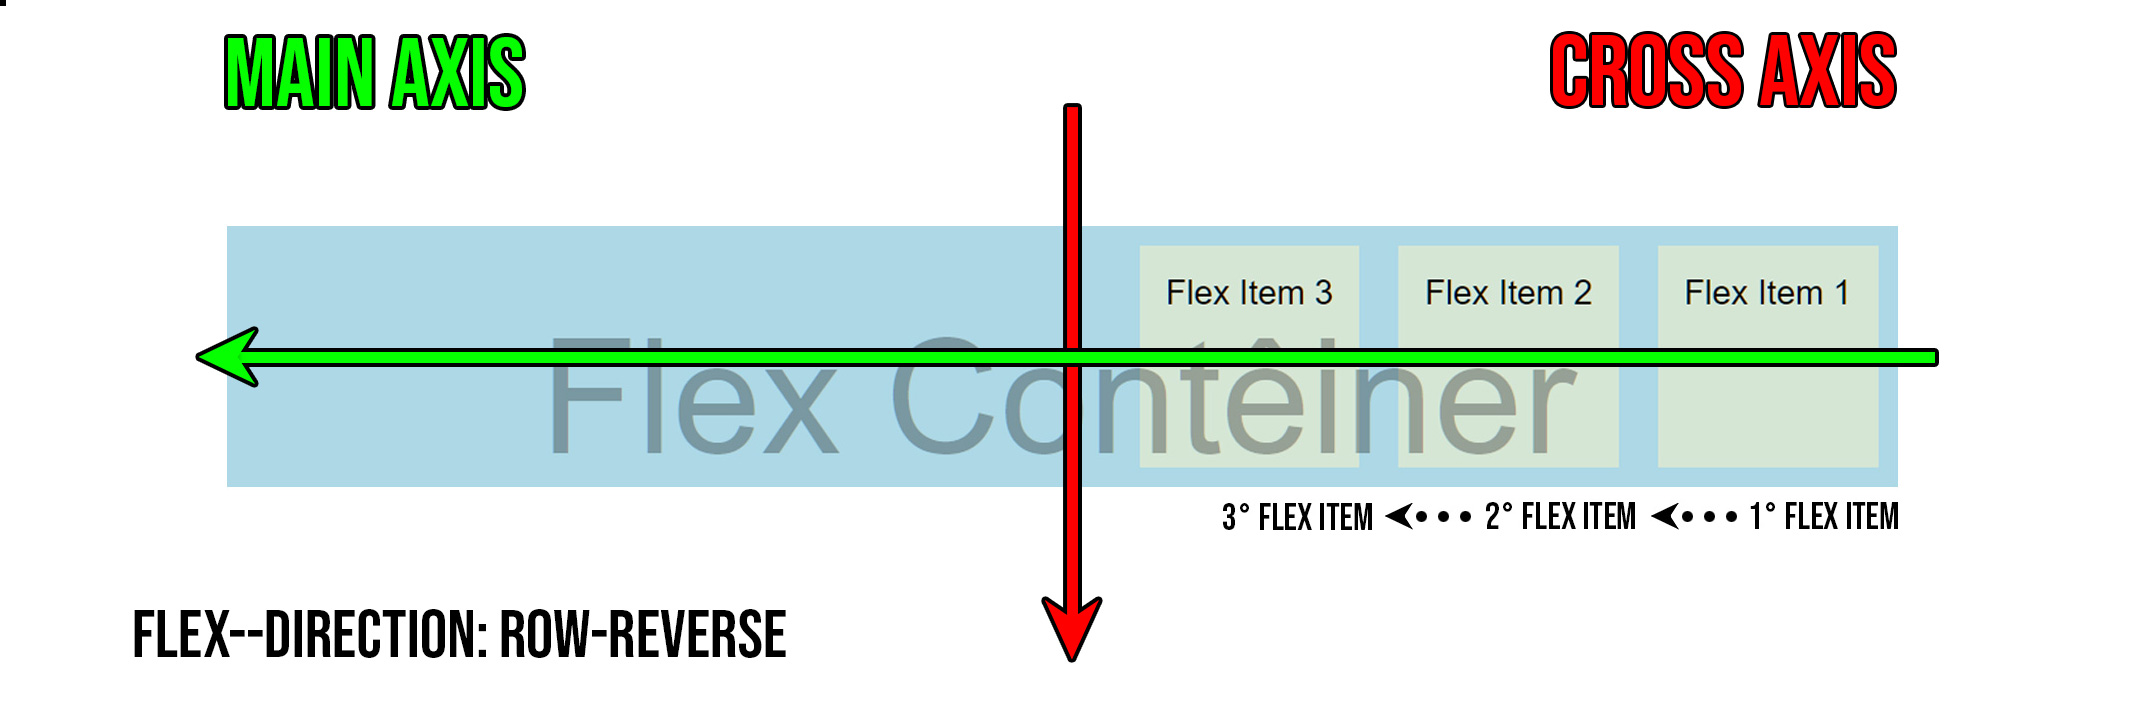 MAIN AXIS
CROSS AXIS
Flex Item 3
Flex Item 2
Flex Item 1
Flex Contêiner
3° FLEX ITEM
2° FLEX ITEM
1° FLEX ITEM
FLEX--DIRECTION: ROW-REVERSE